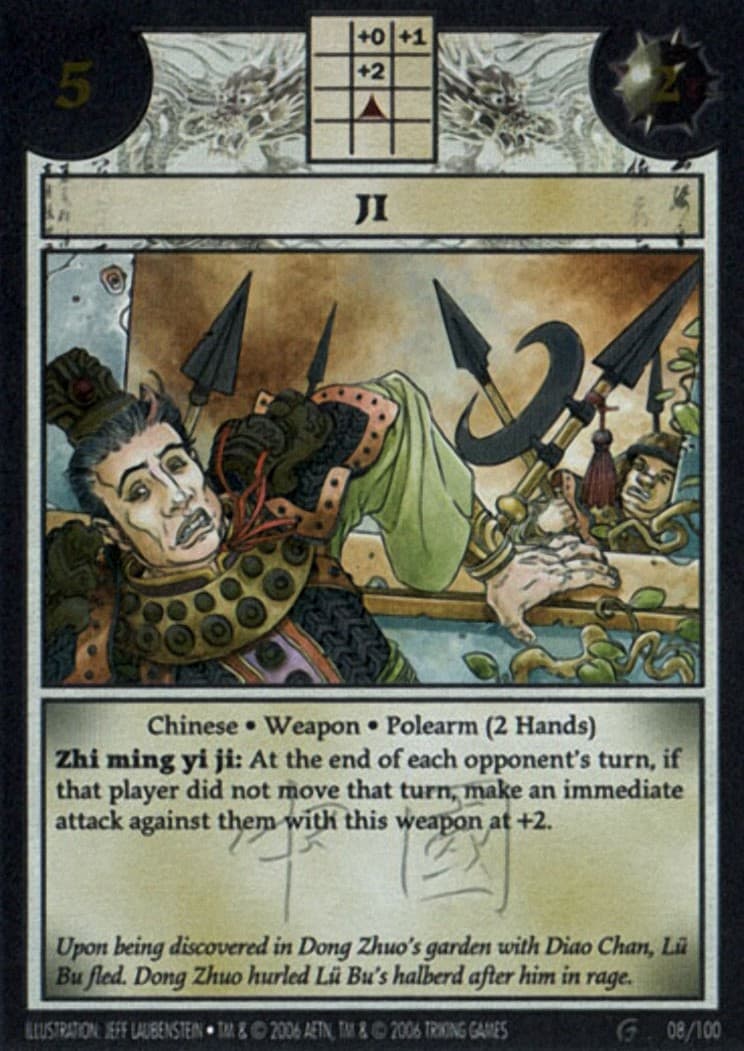 +0 +1
5
+2
2
JI
Chinese • Weapon • Polearm (2 Hands)
Zhi ming yi ji: At the end of each opponent's turn, if
that player did not move that turn, make an immediate
attack against them with this weapon at +2.
中國
Upon being discovered in Dong Zhuo's garden with Diao Chan, Lü
Bu fled. Dong Zhuo hurled Lü Bu's halberd after him in rage.
ILLUSTRATION: JEFF LAUBENSTEIN • TM & © 2006 AETN, TM & © 2006 TRIKING GAMES
G 08/100